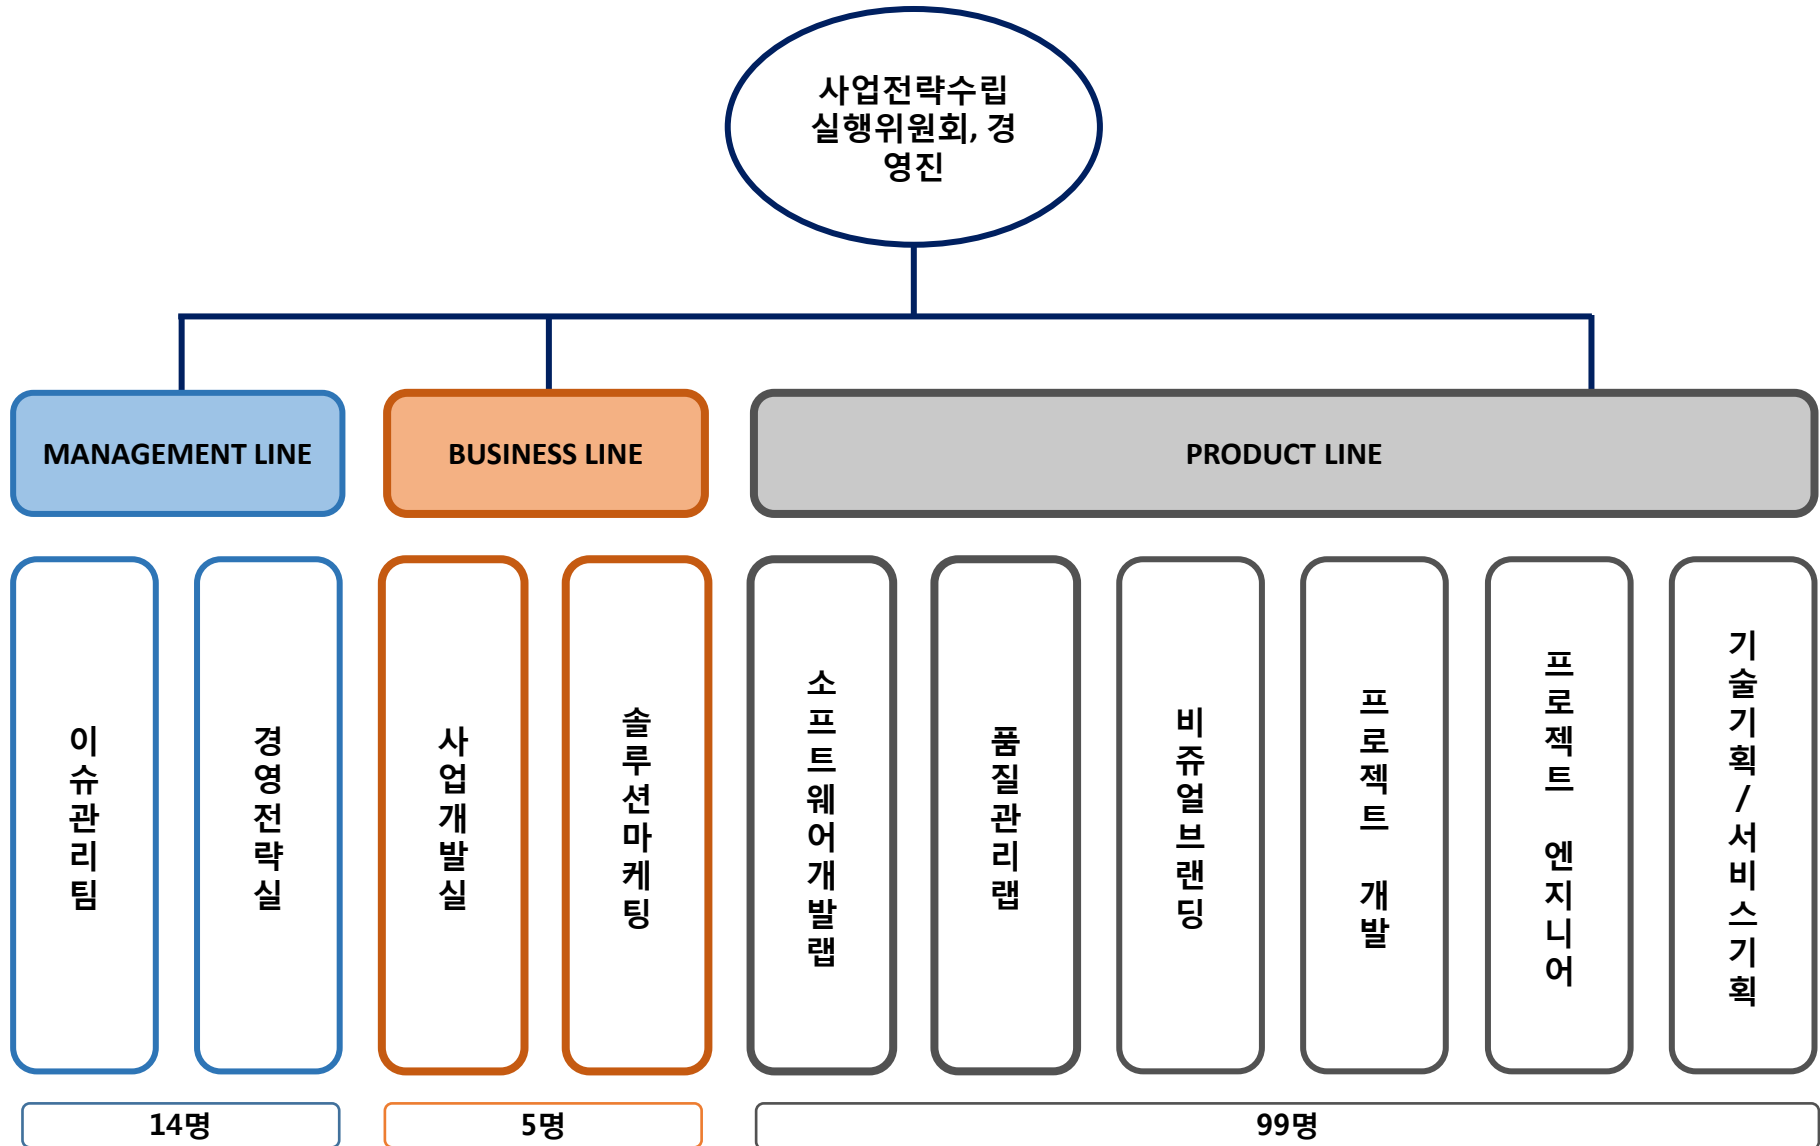 사업전략수립
실행위원회, 경
영진
MANAGEMENT LINE
BUSINESS LINE
PRODUCT LINE
이슈관리팀
경영전략실
사업개발실
솔루션마케팅
소프트웨어개발랩
품질관리랩
비쥬얼브랜딩
프로젝트 개발
프로젝트 엔지니어
기술기획/서비스기획
14명
5명
99명